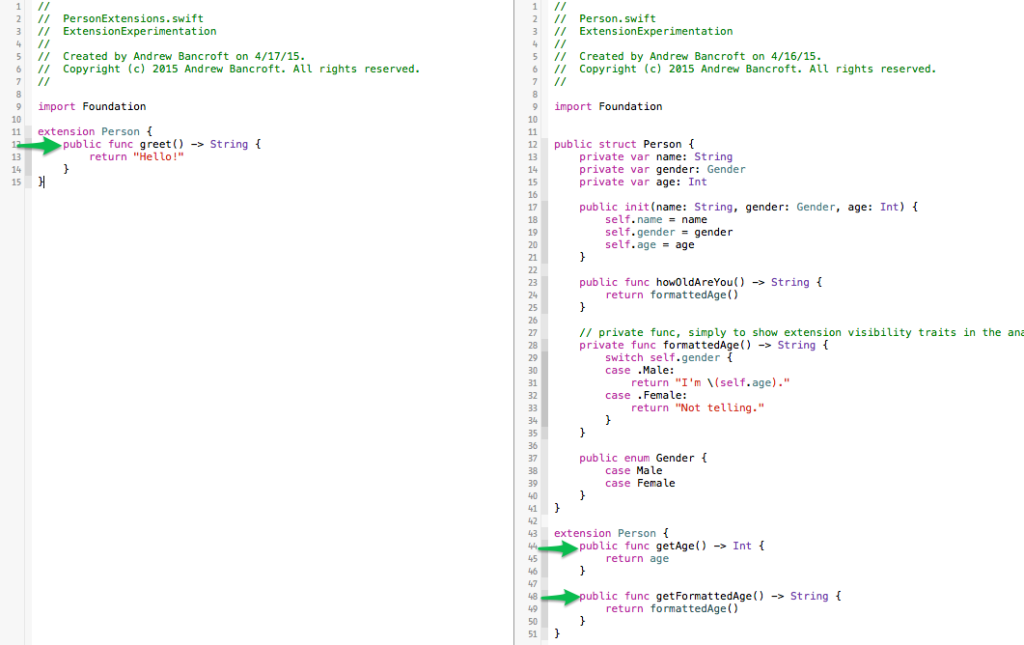 1 //
2 //  PersonExtensions.swift
3 //  ExtensionExperimentation
4 //
5 //  Created by Andrew Bancroft on 4/17/15.
6 //  Copyright (c) 2015 Andrew Bancroft. All rights reserved.
7 //
8
9 import Foundation
10
11 extension Person {
12     public func greet() -> String {
13         return "Hello!"
14     }
15 }
1 //
2 //  Person.swift
3 //  ExtensionExperimentation
4 //
5 //  Created by Andrew Bancroft on 4/16/15.
6 //  Copyright (c) 2015 Andrew Bancroft. All rights reserved.
7 //
8
9 import Foundation
10
11
12 public struct Person {
13     private var name: String
14     private var gender: Gender
15     private var age: Int
16
17     public init(name: String, gender: Gender, age: Int) {
18         self.name = name
19         self.gender = gender
20         self.age = age
21     }
22
23     public func howOldAreYou() -> String {
24         return formattedAge()
25     }
26
27     // private func, simply to show extension visibility traits in the ana
28     private func formattedAge() -> String {
29         switch self.gender {
30         case .Male:
31             return "I'm \(self.age)."
32         case .Female:
33             return "Not telling."
34         }
35     }
36
37     public enum Gender {
38         case Male
39         case Female
40     }
41 }
42
43 extension Person {
44     public func getAge() -> Int {
45         return age
46     }
47
48     public func getFormattedAge() -> String {
49         return formattedAge()
50     }
51 }